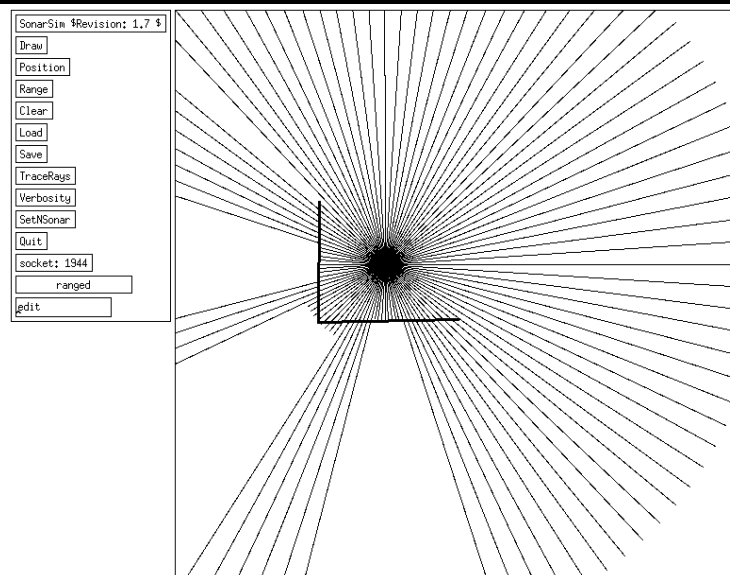 SonarSim $Revision: 1.7 $
Draw
Position
Range
Clear
Load
Save
TraceRays
Verbosity
SetNSonar
Quit
socket: 1944
ranged
edit